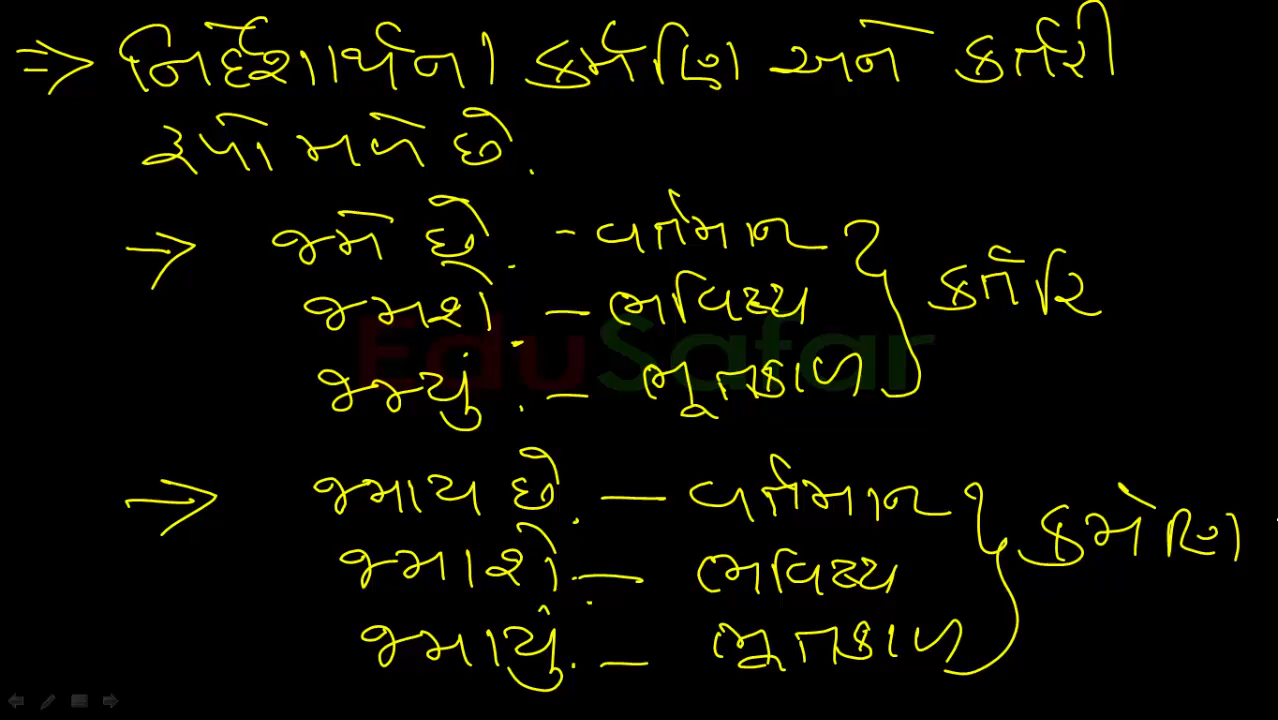 ⇒ નિર્દેશાર્થના કર્મણિ અને કર્તરી
રૂપો મળે છે.
→ જમે છે. - વર્તમાન } કર્તરિ
જમશે. - ભવિષ્ય
જમ્યું. - ભૂતકાળ
→ જમાય છે. - વર્તમાન } કર્મણિ
જમાશે. - ભવિષ્ય
જમાયું. - ભૂતકાળ
EduSafar